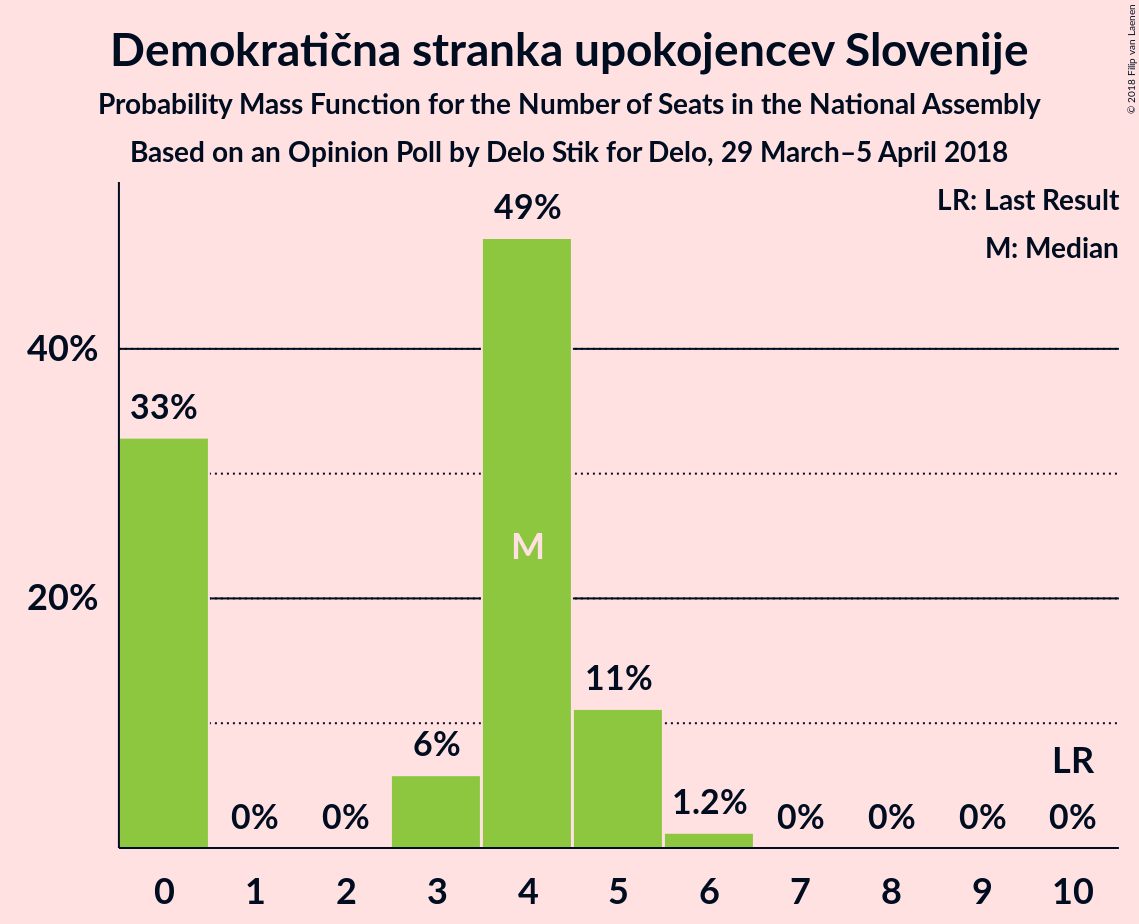 Demokratična stranka upokojencev Slovenije
Probability Mass Function for the Number of Seats in the National Assembly
Based on an Opinion Poll by Delo Stik for Delo, 29 March–5 April 2018
© 2018 Filip van Laenen
LR: Last Result
M: Median
49%
40%
33%
M
20%
11%
6%
LR
1.2%
0% 0% 0% 0% 0% 0%
0 1 2 3 4 5 6 7 8 9 10